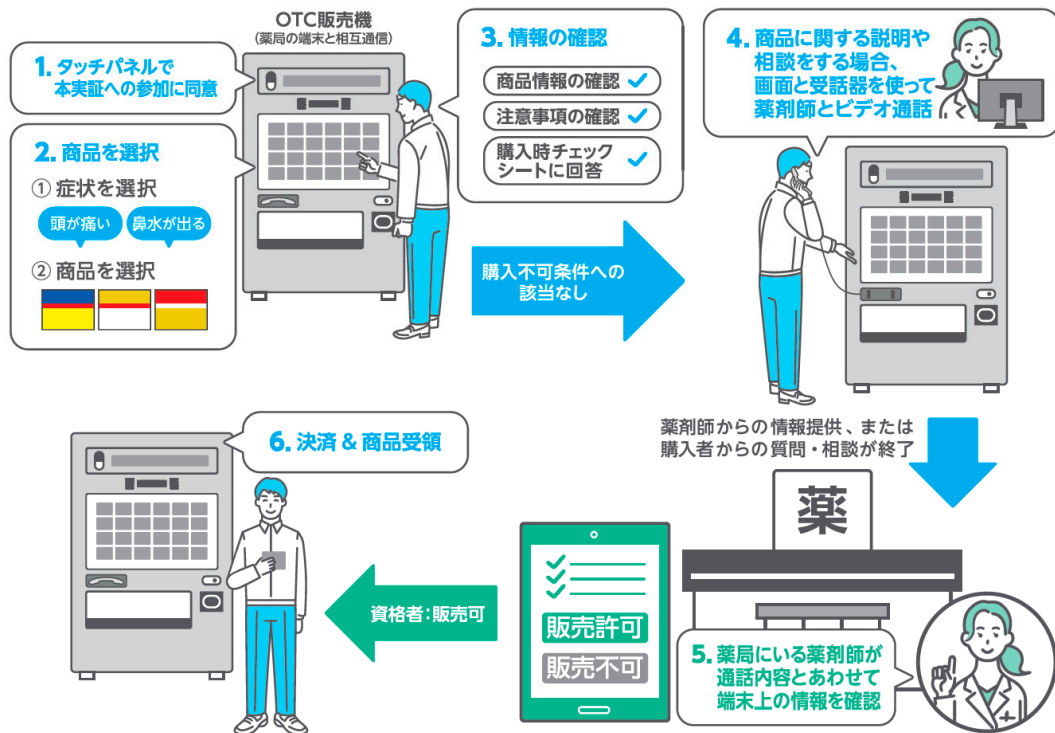 OTC販売機
(薬局の端末と相互通信)
1. タッチパネルで
本実証への参加に同意
2. 商品を選択
① 症状を選択
頭が痛い
鼻水が出る
② 商品を選択
3. 情報の確認
商品情報の確認
注意事項の確認
購入時チェック
シートに回答
購入不可条件への
該当なし
4. 商品に関する説明や
相談をする場合、
画面と受話器を使って
薬剤師とビデオ通話
薬剤師からの情報提供、または
購入者からの質問・相談が終了
薬
5. 薬局にいる薬剤師が
通話内容とあわせて
端末上の情報を確認
販売許可
販売不可
資格者:販売可
6. 決済 & 商品受領